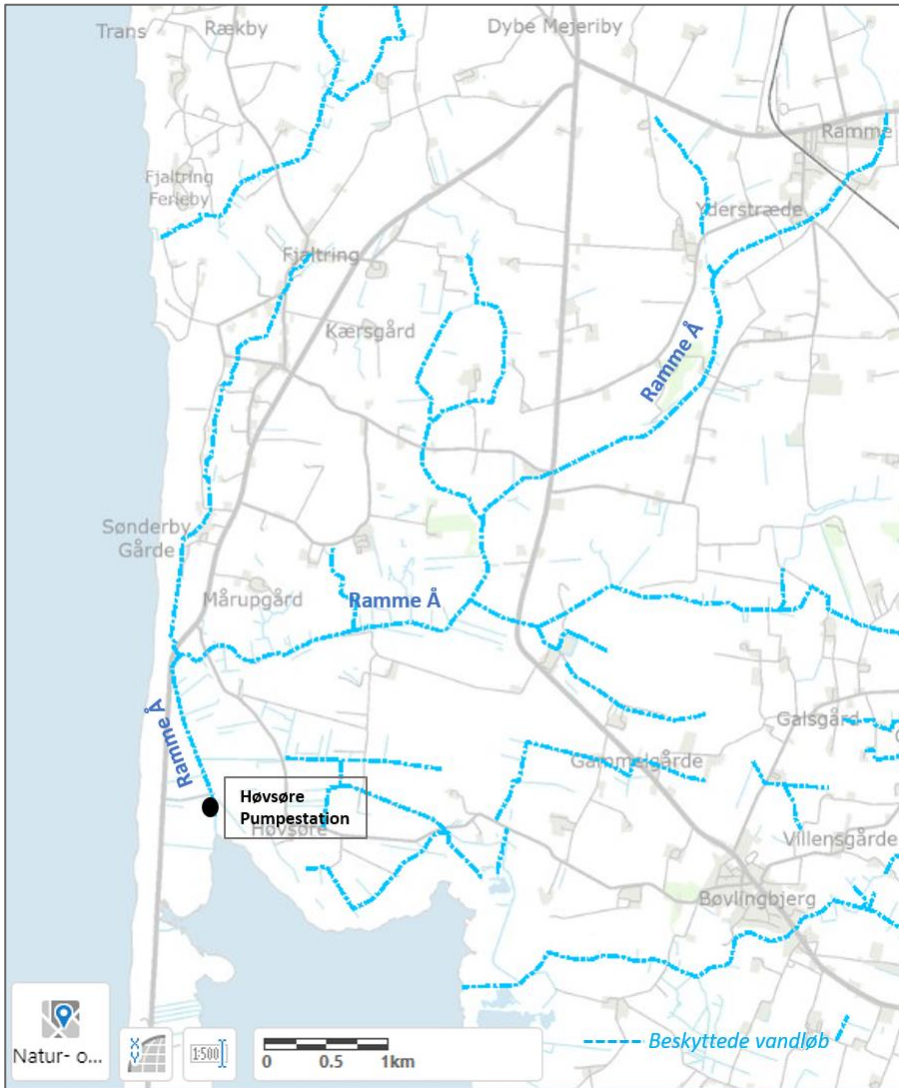 Trans
Rækby
Dybe Mejeriby
Ramme
Fjaltring
Ferieby
Yderstræde
Fjaltring
Kærsgård
Ramme Å
Sønderby
Gårde
Mårupgård
Ramme Å
Ramme Å
Galsgård
Gammelgårde
Høvsøre
Pumpestation
Høvsøre
Villensgårde
Bøvlingbjerg
Natur- o...
X
Y
1:500
0 0.5 1km
Beskyttede vandløb